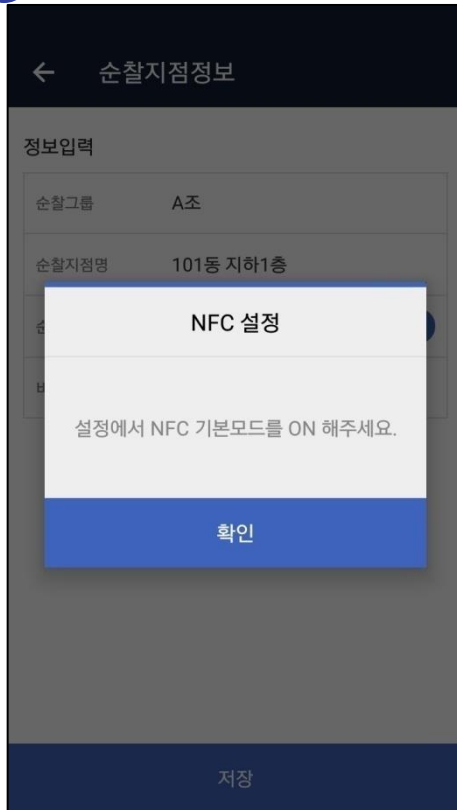 순찰지점정보
정보입력
순찰그룹 A조
순찰지점명 101동 지하1층
NFC 설정
설정에서 NFC 기본모드를 ON 해주세요.
확인
저장